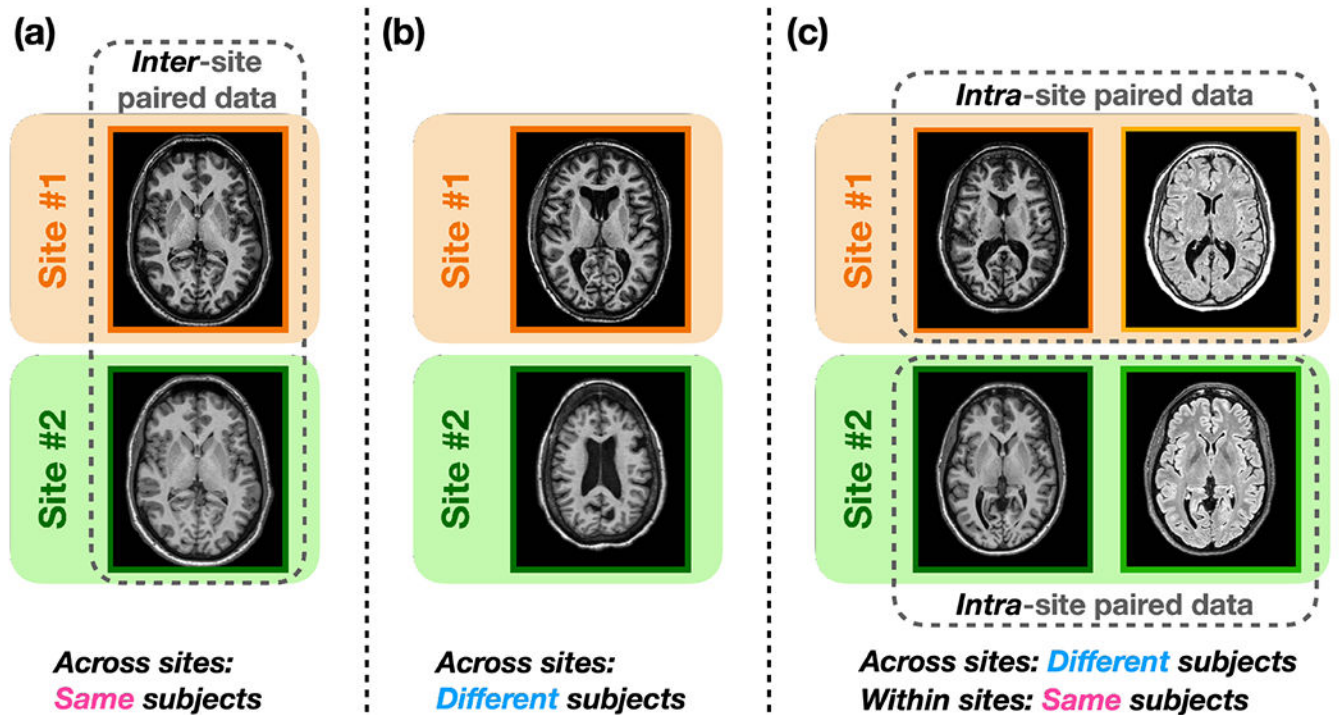 (a)
Inter-site
paired data
Site #1
Site #2
Across sites:
Same subjects
(b)
Site #1
Site #2
Across sites:
Different subjects
(c)
Intra-site paired data
Site #1
Site #2
Intra-site paired data
Across sites: Different subjects
Within sites: Same subjects